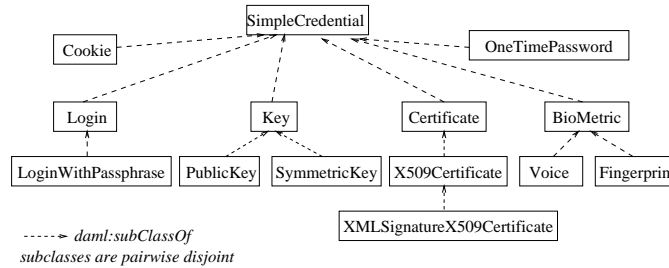 SimpleCredential
Cookie
OneTimePassword
Login
Key
Certificate
BioMetric
LoginWithPassphrase
PublicKey
SymmetricKey
X509Certificate
Voice
Fingerprin
XMLSignatureX509Certificate
daml:subClassOf
subclasses are pairwise disjoint